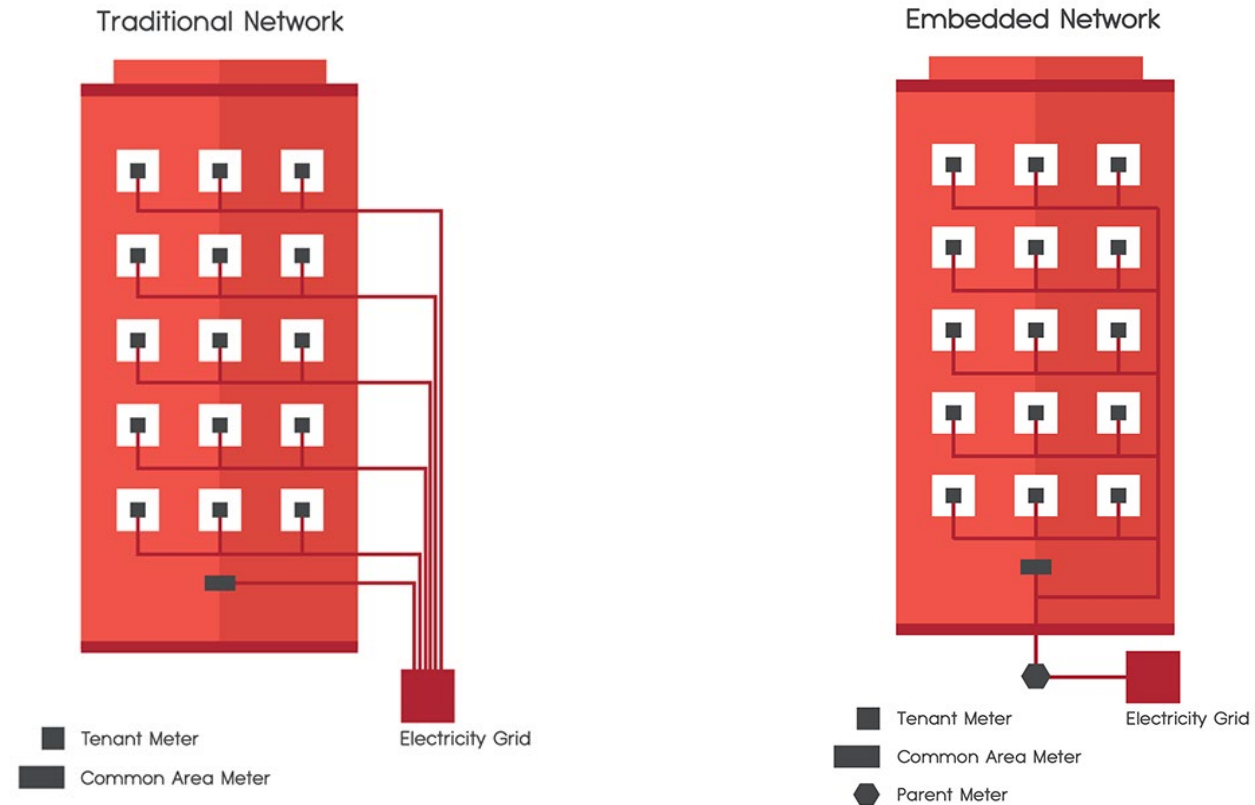 Traditional Network
Electricity Grid
Tenant Meter
Common Area Meter
Embedded Network
Electricity Grid
Tenant Meter
Common Area Meter
Parent Meter